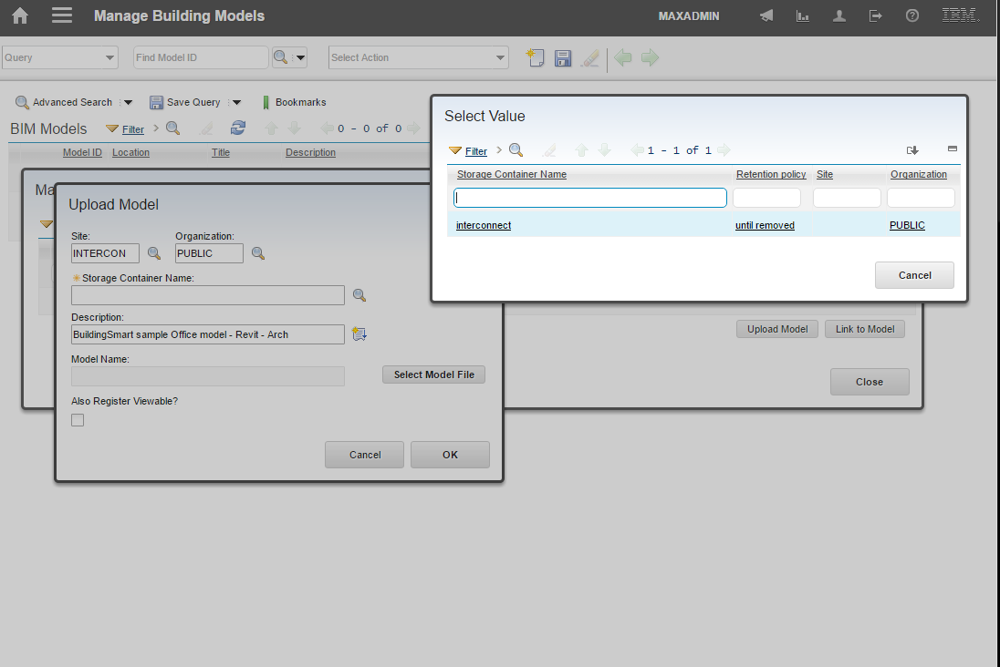 Manage Building Models MAXADMIN IBM.
Query Find Model ID Select Action
Advanced Search Save Query Bookmarks
BIM Models Filter 0 - 0 of 0
Model ID Location Title Description
Ma
Upload Model
Site: Organization:
INTERCON PUBLIC
Storage Container Name:
Description:
BuildingSmart sample Office model - Revit - Arch
Model Name:
Select Model File
Also Register Viewable?
Cancel OK
Select Value
Filter 1 - 1 of 1
Storage Container Name Retention policy Site Organization
interconnect until removed PUBLIC
Cancel
Upload Model Link to Model
Close